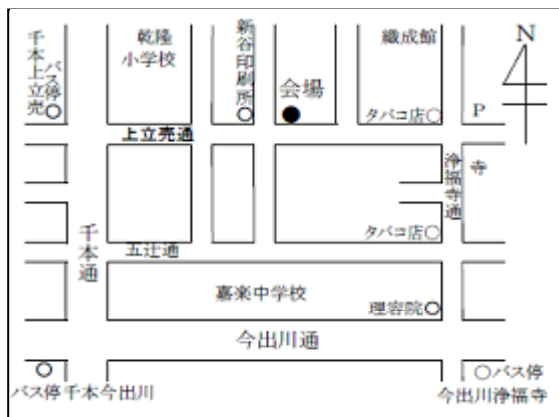 千本上立売
バス停
乾隆
小学校
新谷印刷所
会場
織成館
N
タバコ店
P
上立売通
浄福寺通
寺
千本通
タバコ店
五辻通
嘉楽中学校
理容院
今出川通
バス停千本今出川
バス停
今出川浄福寺